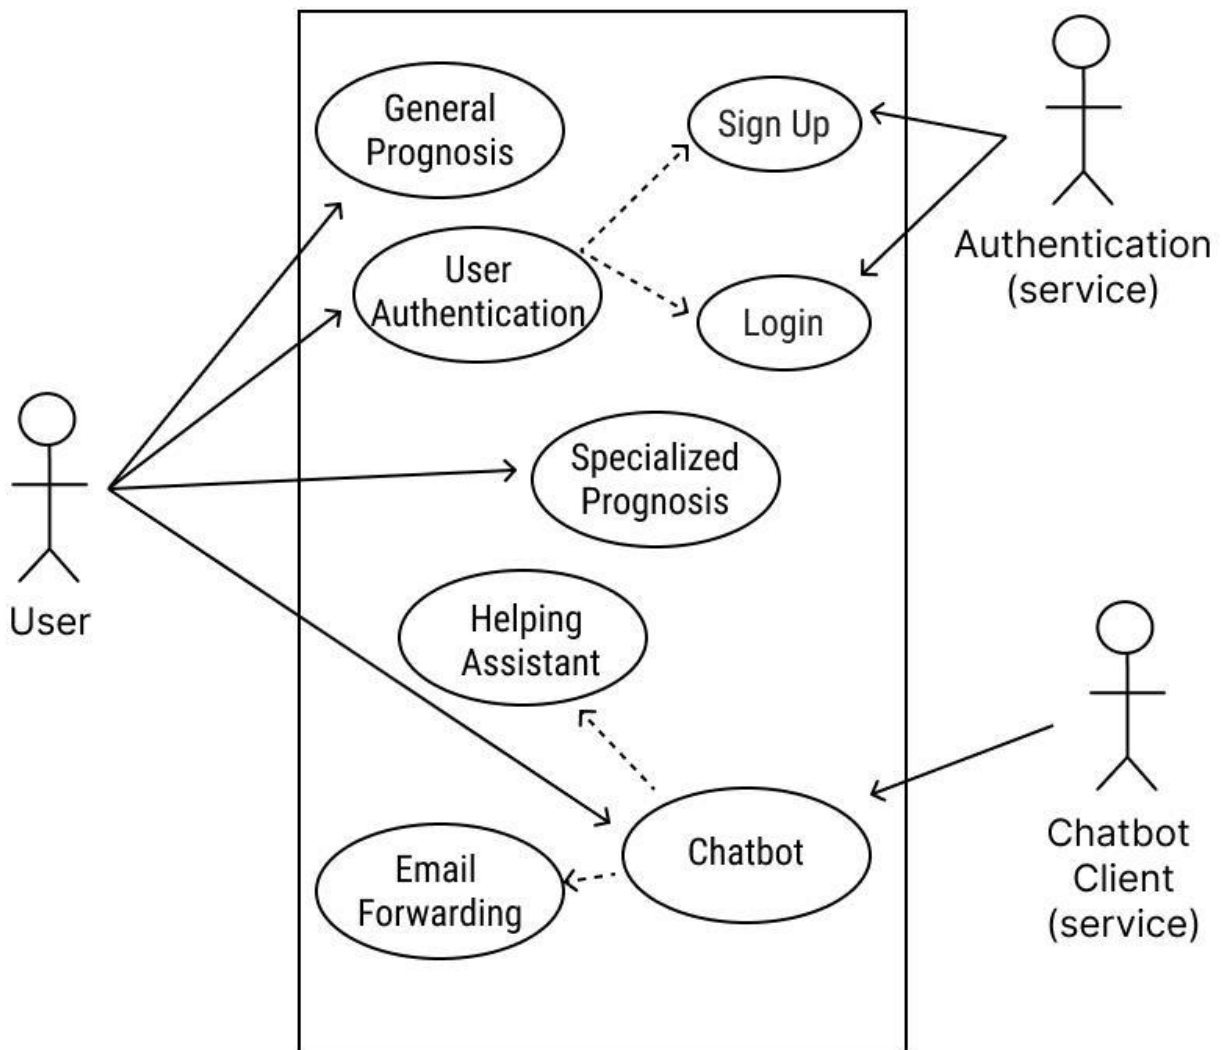 General
Prognosis
Sign Up
User
Authentication
Login
Authentication
(service)
Specialized
Prognosis
User
Helping
Assistant
Chatbot
Email
Forwarding
Chatbot
Client
(service)